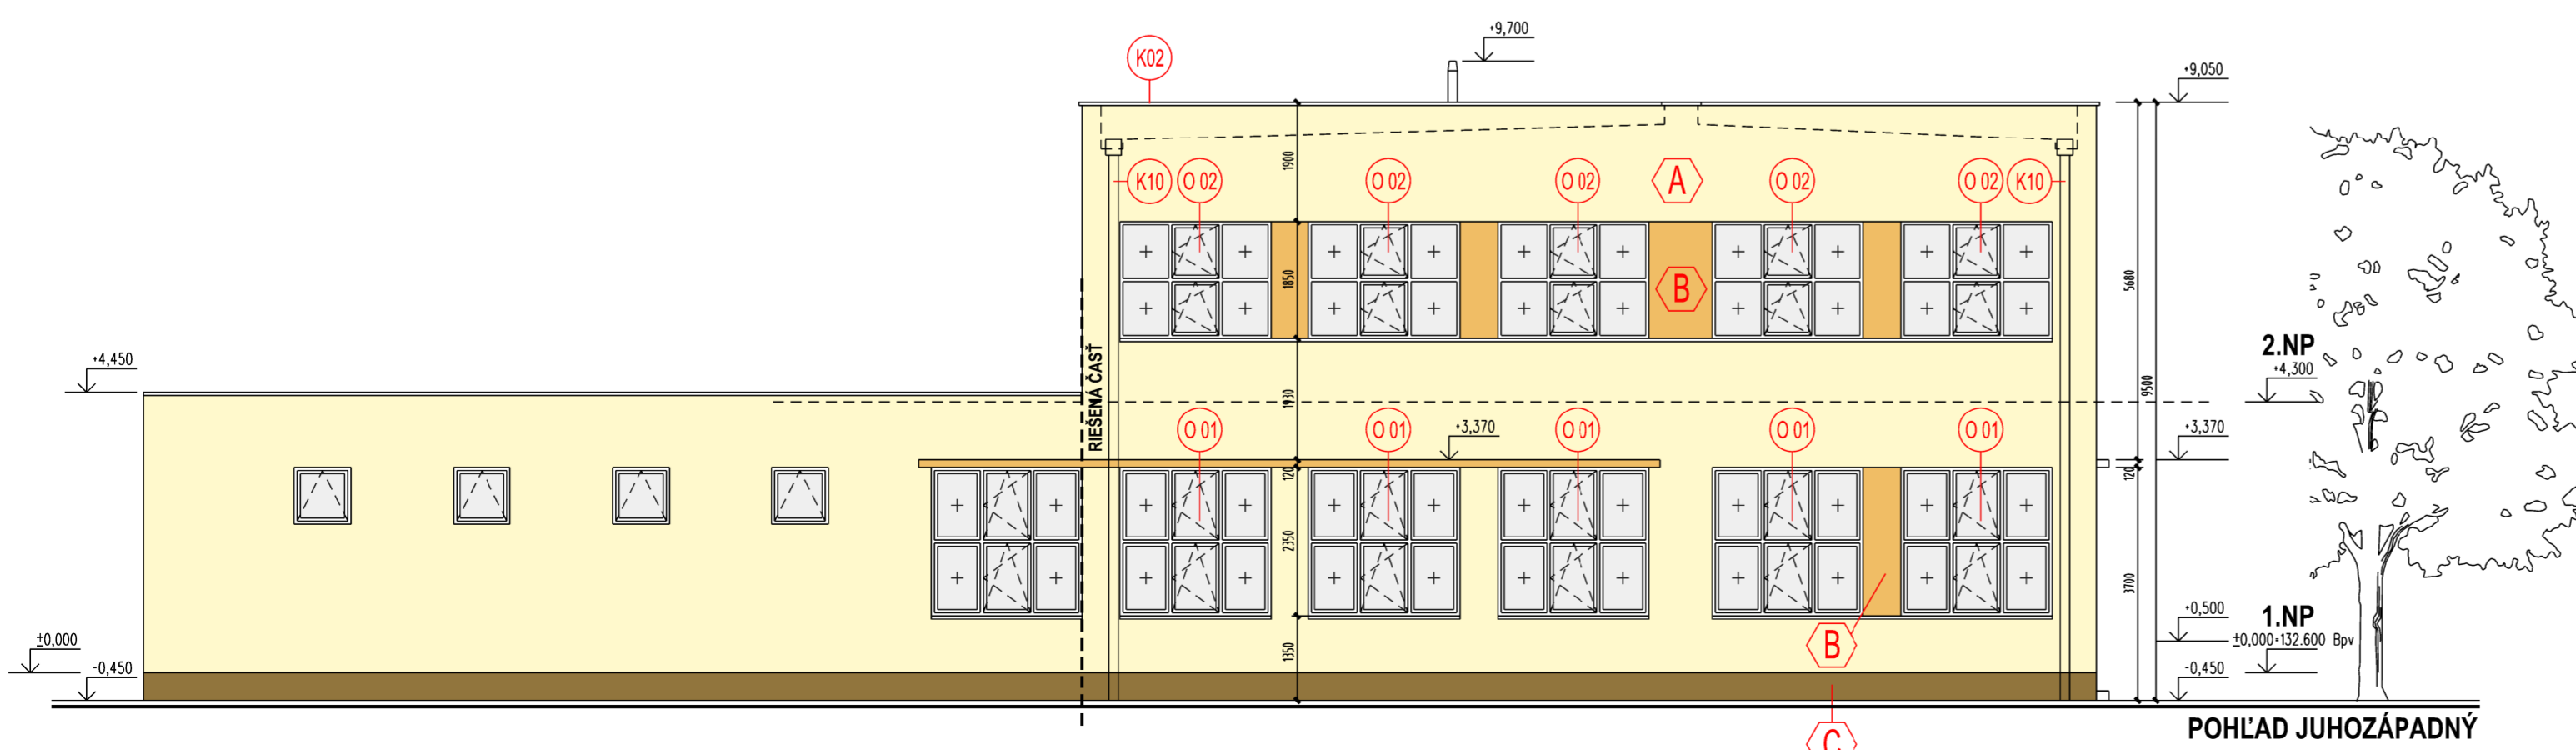 +9,700
K02
+9,050
1900
K10 O 02 O 02 O 02 A O 02 O 02 K10
1850
B
5680
9500
RIEŠENÁ ČASŤ
2.NP
+4,300
+4,450
1930
O 01 O 01 +3,370 O 01 O 01 O 01
+3,370
120
120
2350
3700
+0,500
1.NP
±0,000=132.600 Bpv
±0,000
B
1350
-0,450
-0,450
C
POHĽAD JUHOZÁPADNÝ